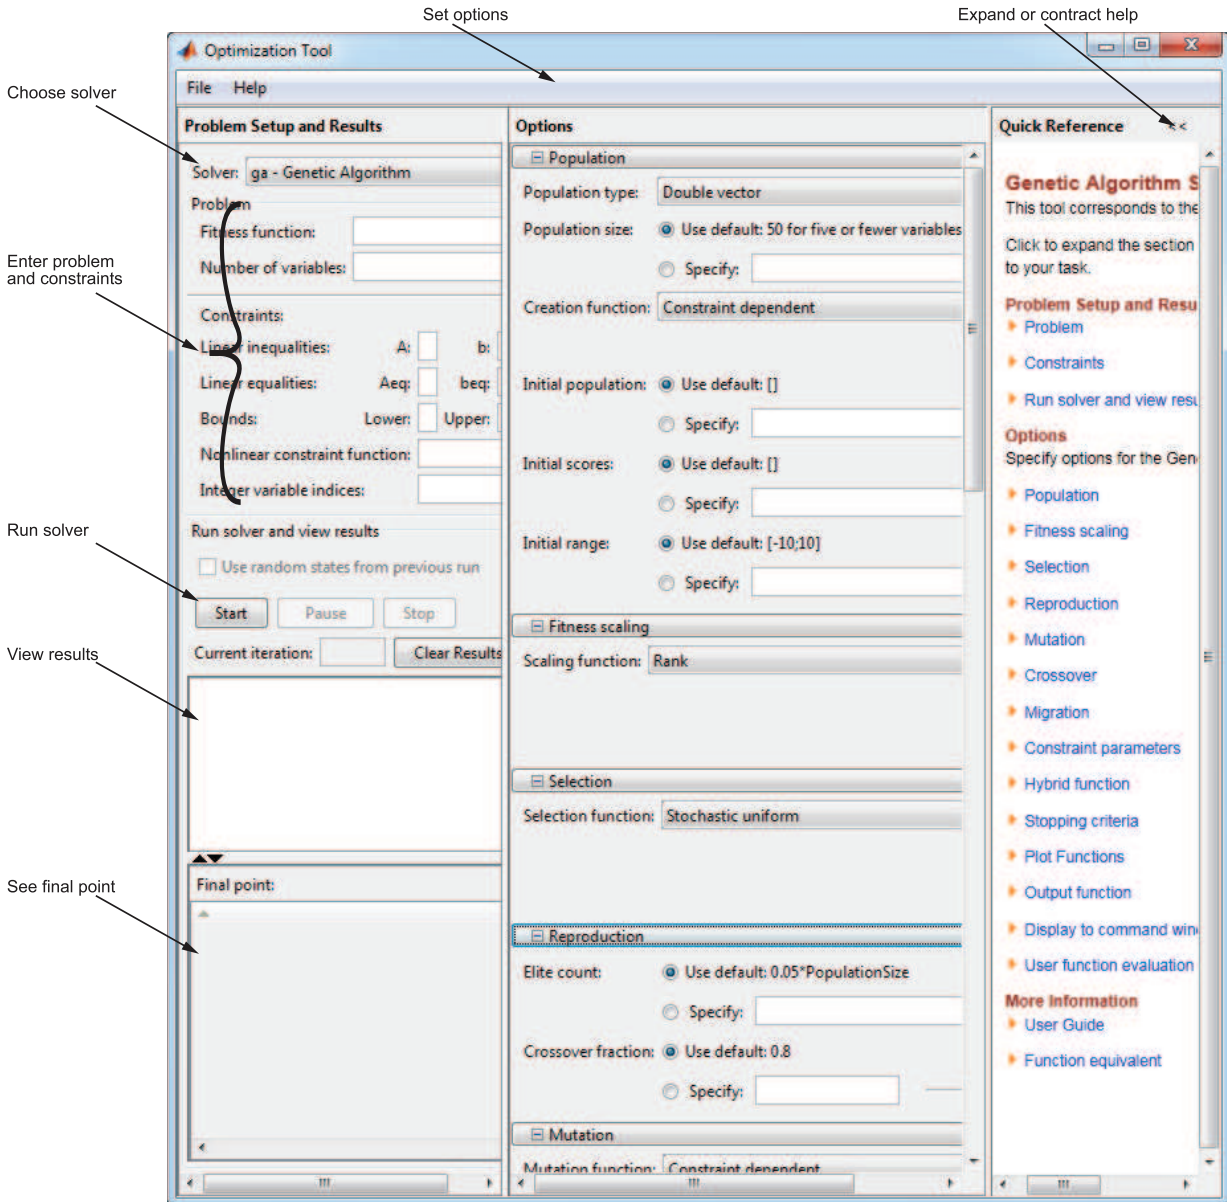 Set options
Expand or contract help
Optimization Tool
File Help
Choose solver
Enter problem
and constraints
Run solver
View results
See final point
Problem Setup and Results
Solver: ga - Genetic Algorithm
Problem
Fitness function:
Number of variables:
Constraints:
Linear inequalities: A: b:
Linear equalities: Aeq: beq:
Bounds: Lower: Upper:
Nonlinear constraint function:
Integer variable indices:
Run solver and view results
Use random states from previous run
Start Pause Stop
Current iteration: Clear Results
Final point:
Options
Population
Population type: Double vector
Population size: Use default: 50 for five or fewer variables
Specify:
Creation function: Constraint dependent
Initial population: Use default: []
Specify:
Initial scores: Use default: []
Specify:
Initial range: Use default: [-10;10]
Specify:
Fitness scaling
Scaling function: Rank
Selection
Selection function: Stochastic uniform
Reproduction
Elite count: Use default: 0.05*PopulationSize
Specify:
Crossover fraction: Use default: 0.8
Specify:
Mutation
Mutation function: Constraint dependent
Quick Reference <<
Genetic Algorithm S
This tool corresponds to the
Click to expand the section
to your task.
Problem Setup and Resu
Problem
Constraints
Run solver and view resu
Options
Specify options for the Gen
Population
Fitness scaling
Selection
Reproduction
Mutation
Crossover
Migration
Constraint parameters
Hybrid function
Stopping criteria
Plot Functions
Output function
Display to command win
User function evaluation
More Information
User Guide
Function equivalent